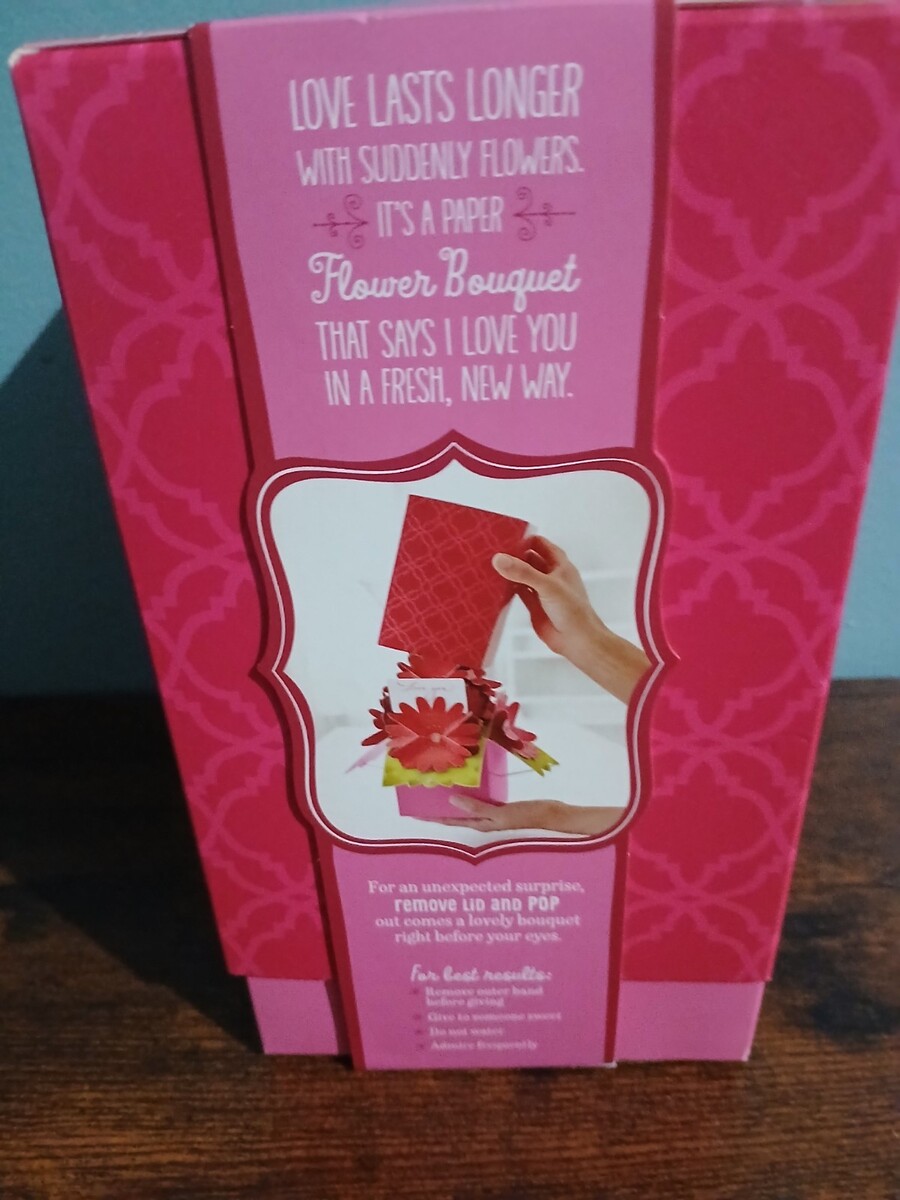 LOVE LASTS LONGER
WITH SUDDENLY FLOWERS.
IT'S A PAPER
Flower Bouquet
THAT SAYS I LOVE YOU
IN A FRESH, NEW WAY.
For an unexpected surprise,
remove LID AND POP
out comes a lovely bouquet
right before your eyes.
For best results:
Remove outer band
before giving
Give to someone sweet
Do not water
Admire frequently